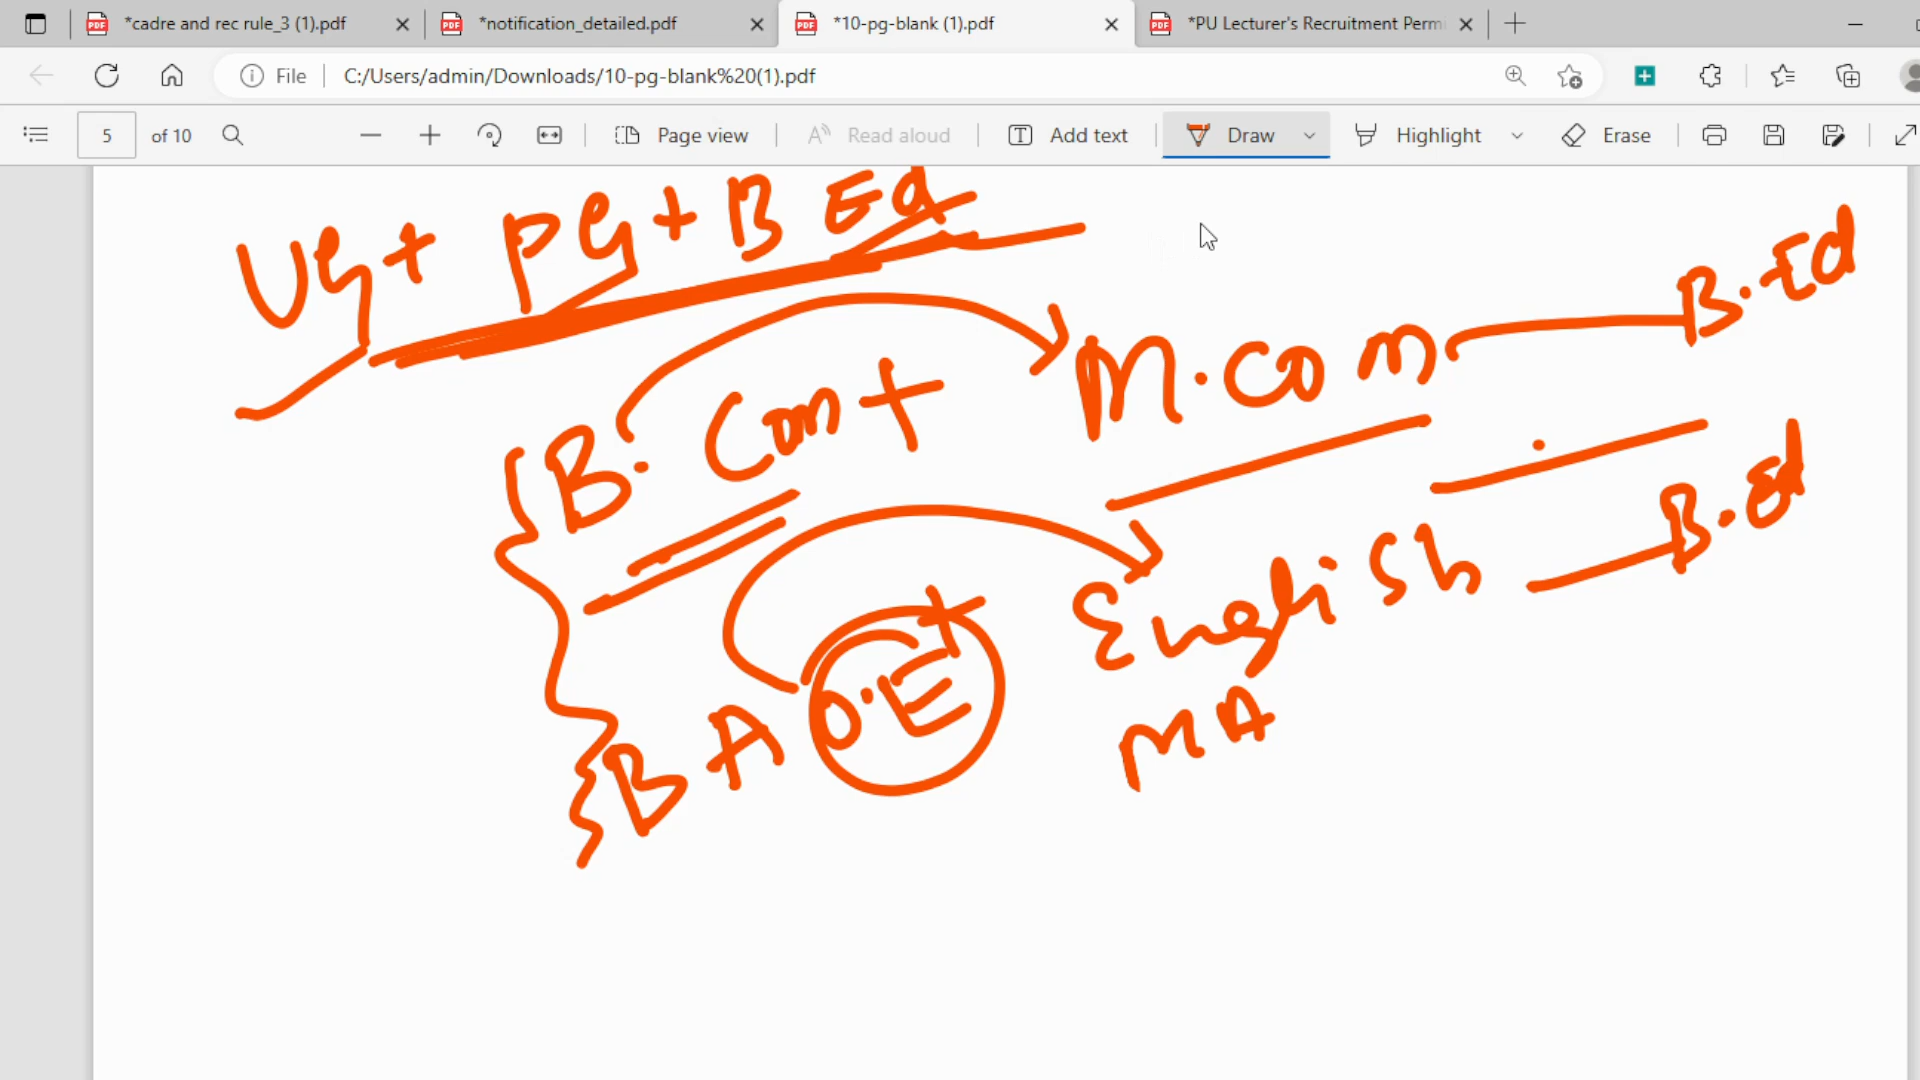 *cadre and rec rule_3 (1).pdf
*notification_detailed.pdf
*10-pg-blank (1).pdf
*PU Lecturer's Recruitment Perm
File
C:/Users/admin/Downloads/10-pg-blank%20(1).pdf
5 of 10
Page view
Read aloud
Add text
Draw
Highlight
Erase
UG + PG + B Ed
B. Com + M.com B.Ed
BA O.E + English B.Ed
MA